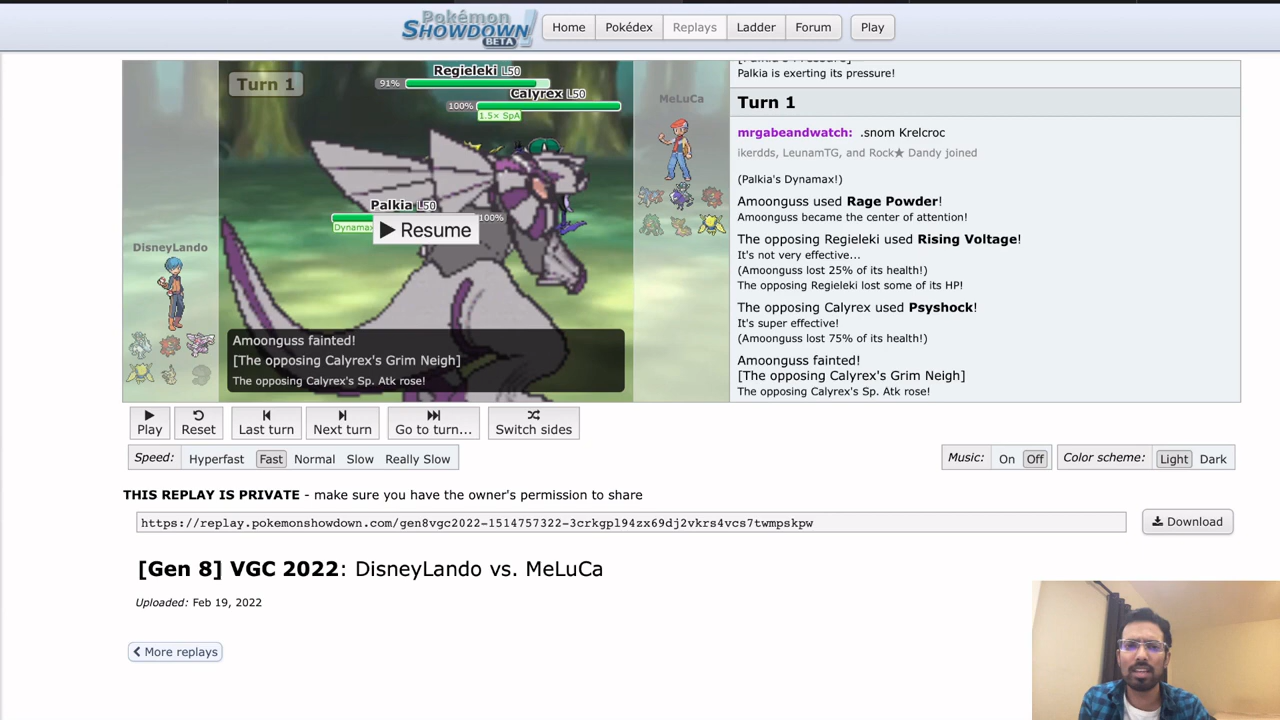 Pokémon
SHOWDOWN!
BETA
Home
Pokédex
Replays
Ladder
Forum
Play
Turn 1
Regieleki L50
91%
Calyrex L50
100%
1.5× SpA
Palkia L50
100%
Dynamax
Resume
DisneyLando
MeLuCa
Amoonguss fainted!
[The opposing Calyrex's Grim Neigh]
The opposing Calyrex's Sp. Atk rose!
[Palkia's Pressure]
Palkia is exerting its pressure!
Turn 1
mrgabeandwatch: .snom Krelcroc
ikerdds, LeunamTG, and Rock★ Dandy joined
(Palkia's Dynamax!)
Amoonguss used Rage Powder!
Amoonguss became the center of attention!
The opposing Regieleki used Rising Voltage!
It's not very effective...
(Amoonguss lost 25% of its health!)
The opposing Regieleki lost some of its HP!
The opposing Calyrex used Psyshock!
It's super effective!
(Amoonguss lost 75% of its health!)
Amoonguss fainted!
[The opposing Calyrex's Grim Neigh]
The opposing Calyrex's Sp. Atk rose!
Play
Reset
Last turn
Next turn
Go to turn...
Switch sides
Speed: Hyperfast Fast Normal Slow Really Slow
Music: On Off
Color scheme: Light Dark
THIS REPLAY IS PRIVATE - make sure you have the owner's permission to share
https://replay.pokemonshowdown.com/gen8vgc2022-1514757322-3crkgpl94zx69dj2vkrs4vcs7twmpskpw
Download
[Gen 8] VGC 2022: DisneyLando vs. MeLuCa
Uploaded: Feb 19, 2022
More replays